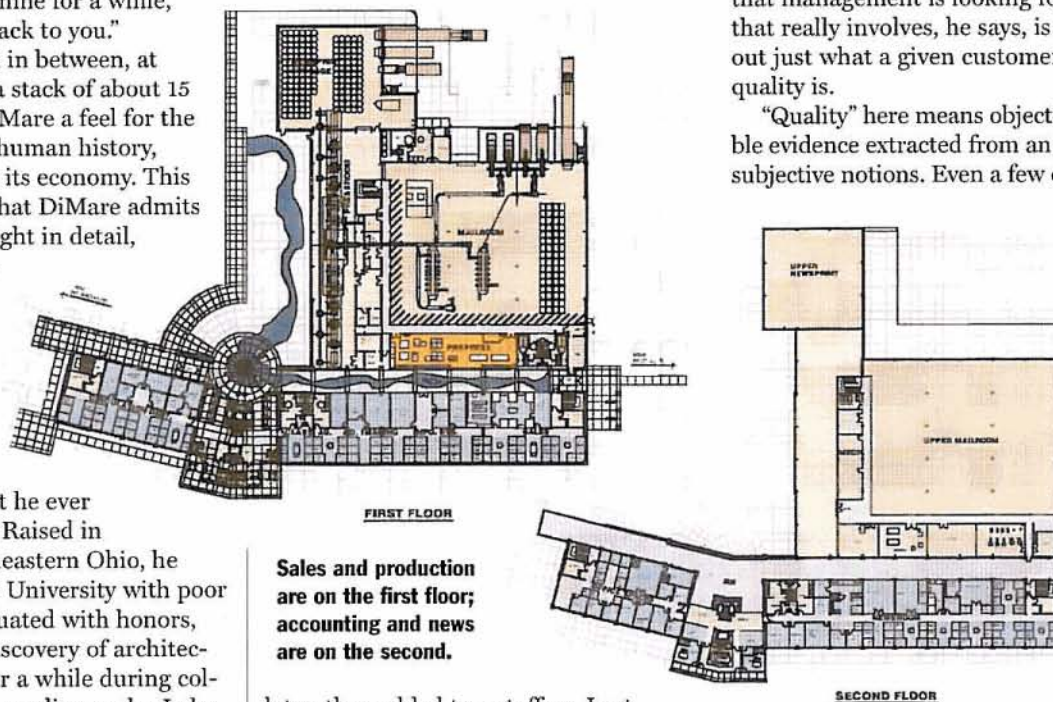 mine for a while,
ack to you.”
in between, at
a stack of about 15
Mare a feel for the
human history,
its economy. This
hat DiMare admits
ght in detail,
that management is looking
that really involves, he says, is
out just what a given customer
quality is.
“Quality” here means object
ble evidence extracted from an
subjective notions. Even a few
MAILROOM
PREPRESS
FIRST FLOOR
t he ever
Raised in
eastern Ohio, he
University with poor
uated with honors,
scovery of architec-
r a while during col-
Sales and production
are on the first floor;
accounting and news
are on the second.
UPPER
NEWSPRINT
UPPER MAILROOM
SECOND FLOOR